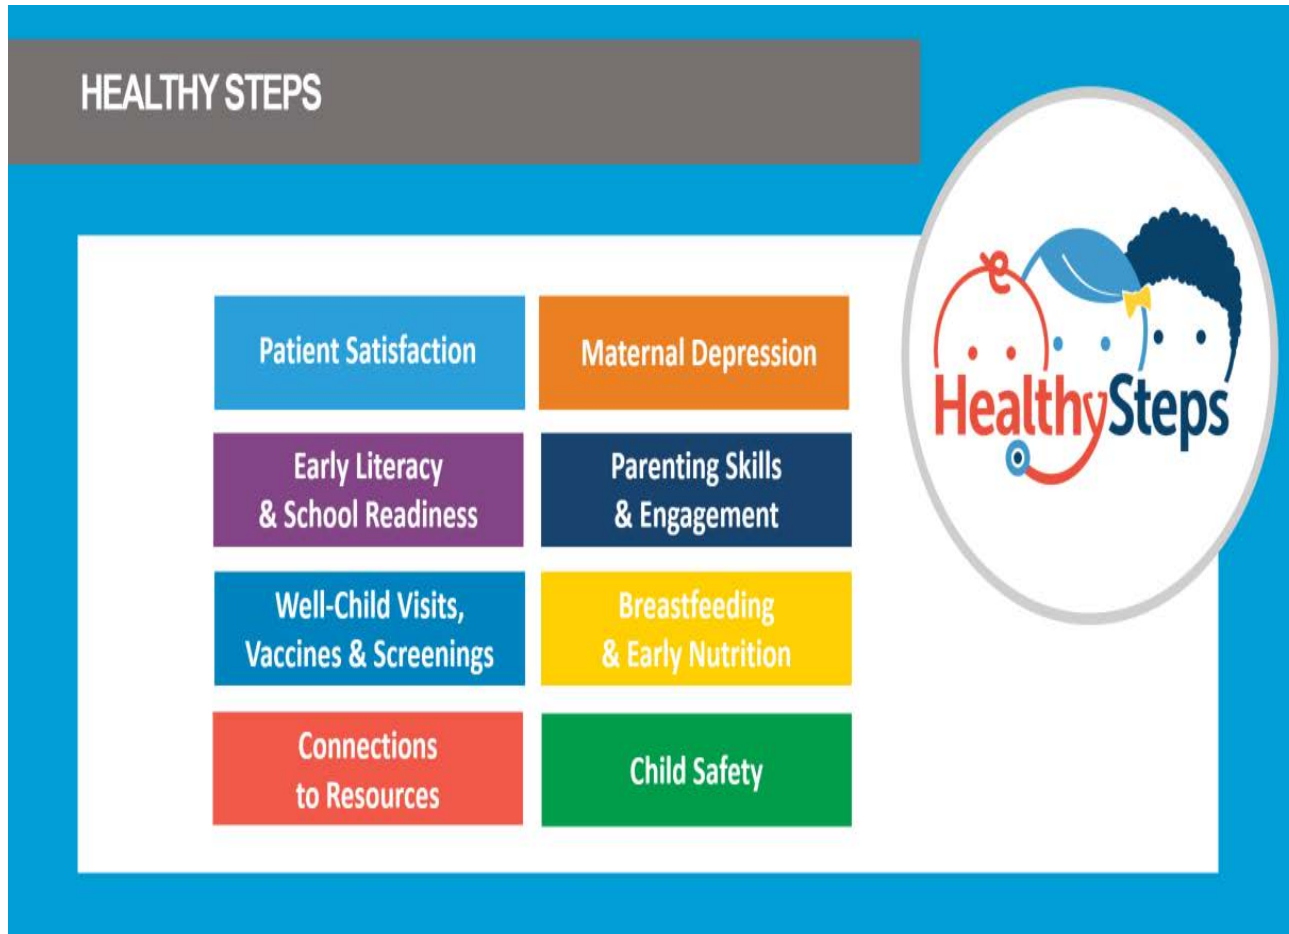 HEALTHY STEPS
Patient Satisfaction
Maternal Depression
Early Literacy
& School Readiness
Parenting Skills
& Engagement
Well-Child Visits,
Vaccines & Screenings
Breastfeeding
& Early Nutrition
Connections
to Resources
Child Safety
HealthySteps